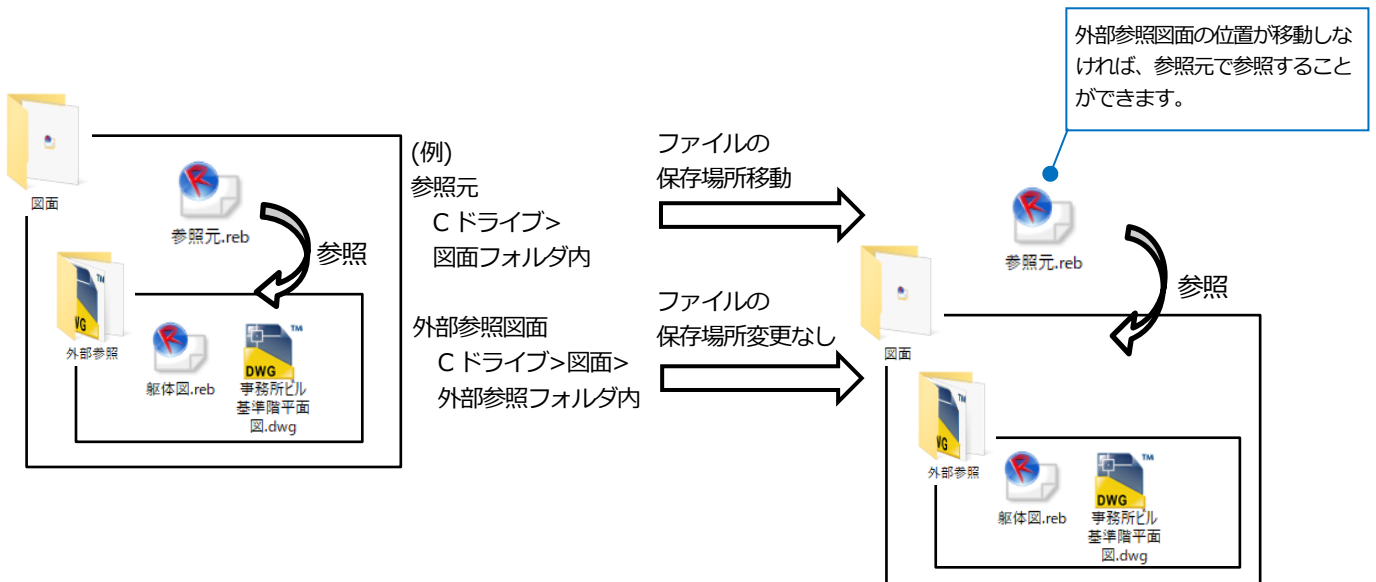 外部参照図面の位置が移動しな
ければ、参照元で参照すること
ができます。
図面
参照元.reb
参照
TM
WG
外部参照
躯体図.reb
TM
DWG
事務所ビル
基準階平面
図.dwg
(例)
参照元
C ドライブ>
図面フォルダ内
外部参照図面
C ドライブ>図面>
外部参照フォルダ内
ファイルの
保存場所移動
ファイルの
保存場所変更なし
参照元.reb
参照
図面
TM
WG
外部参照
躯体図.reb
TM
DWG
事務所ビル
基準階平面
図.dwg